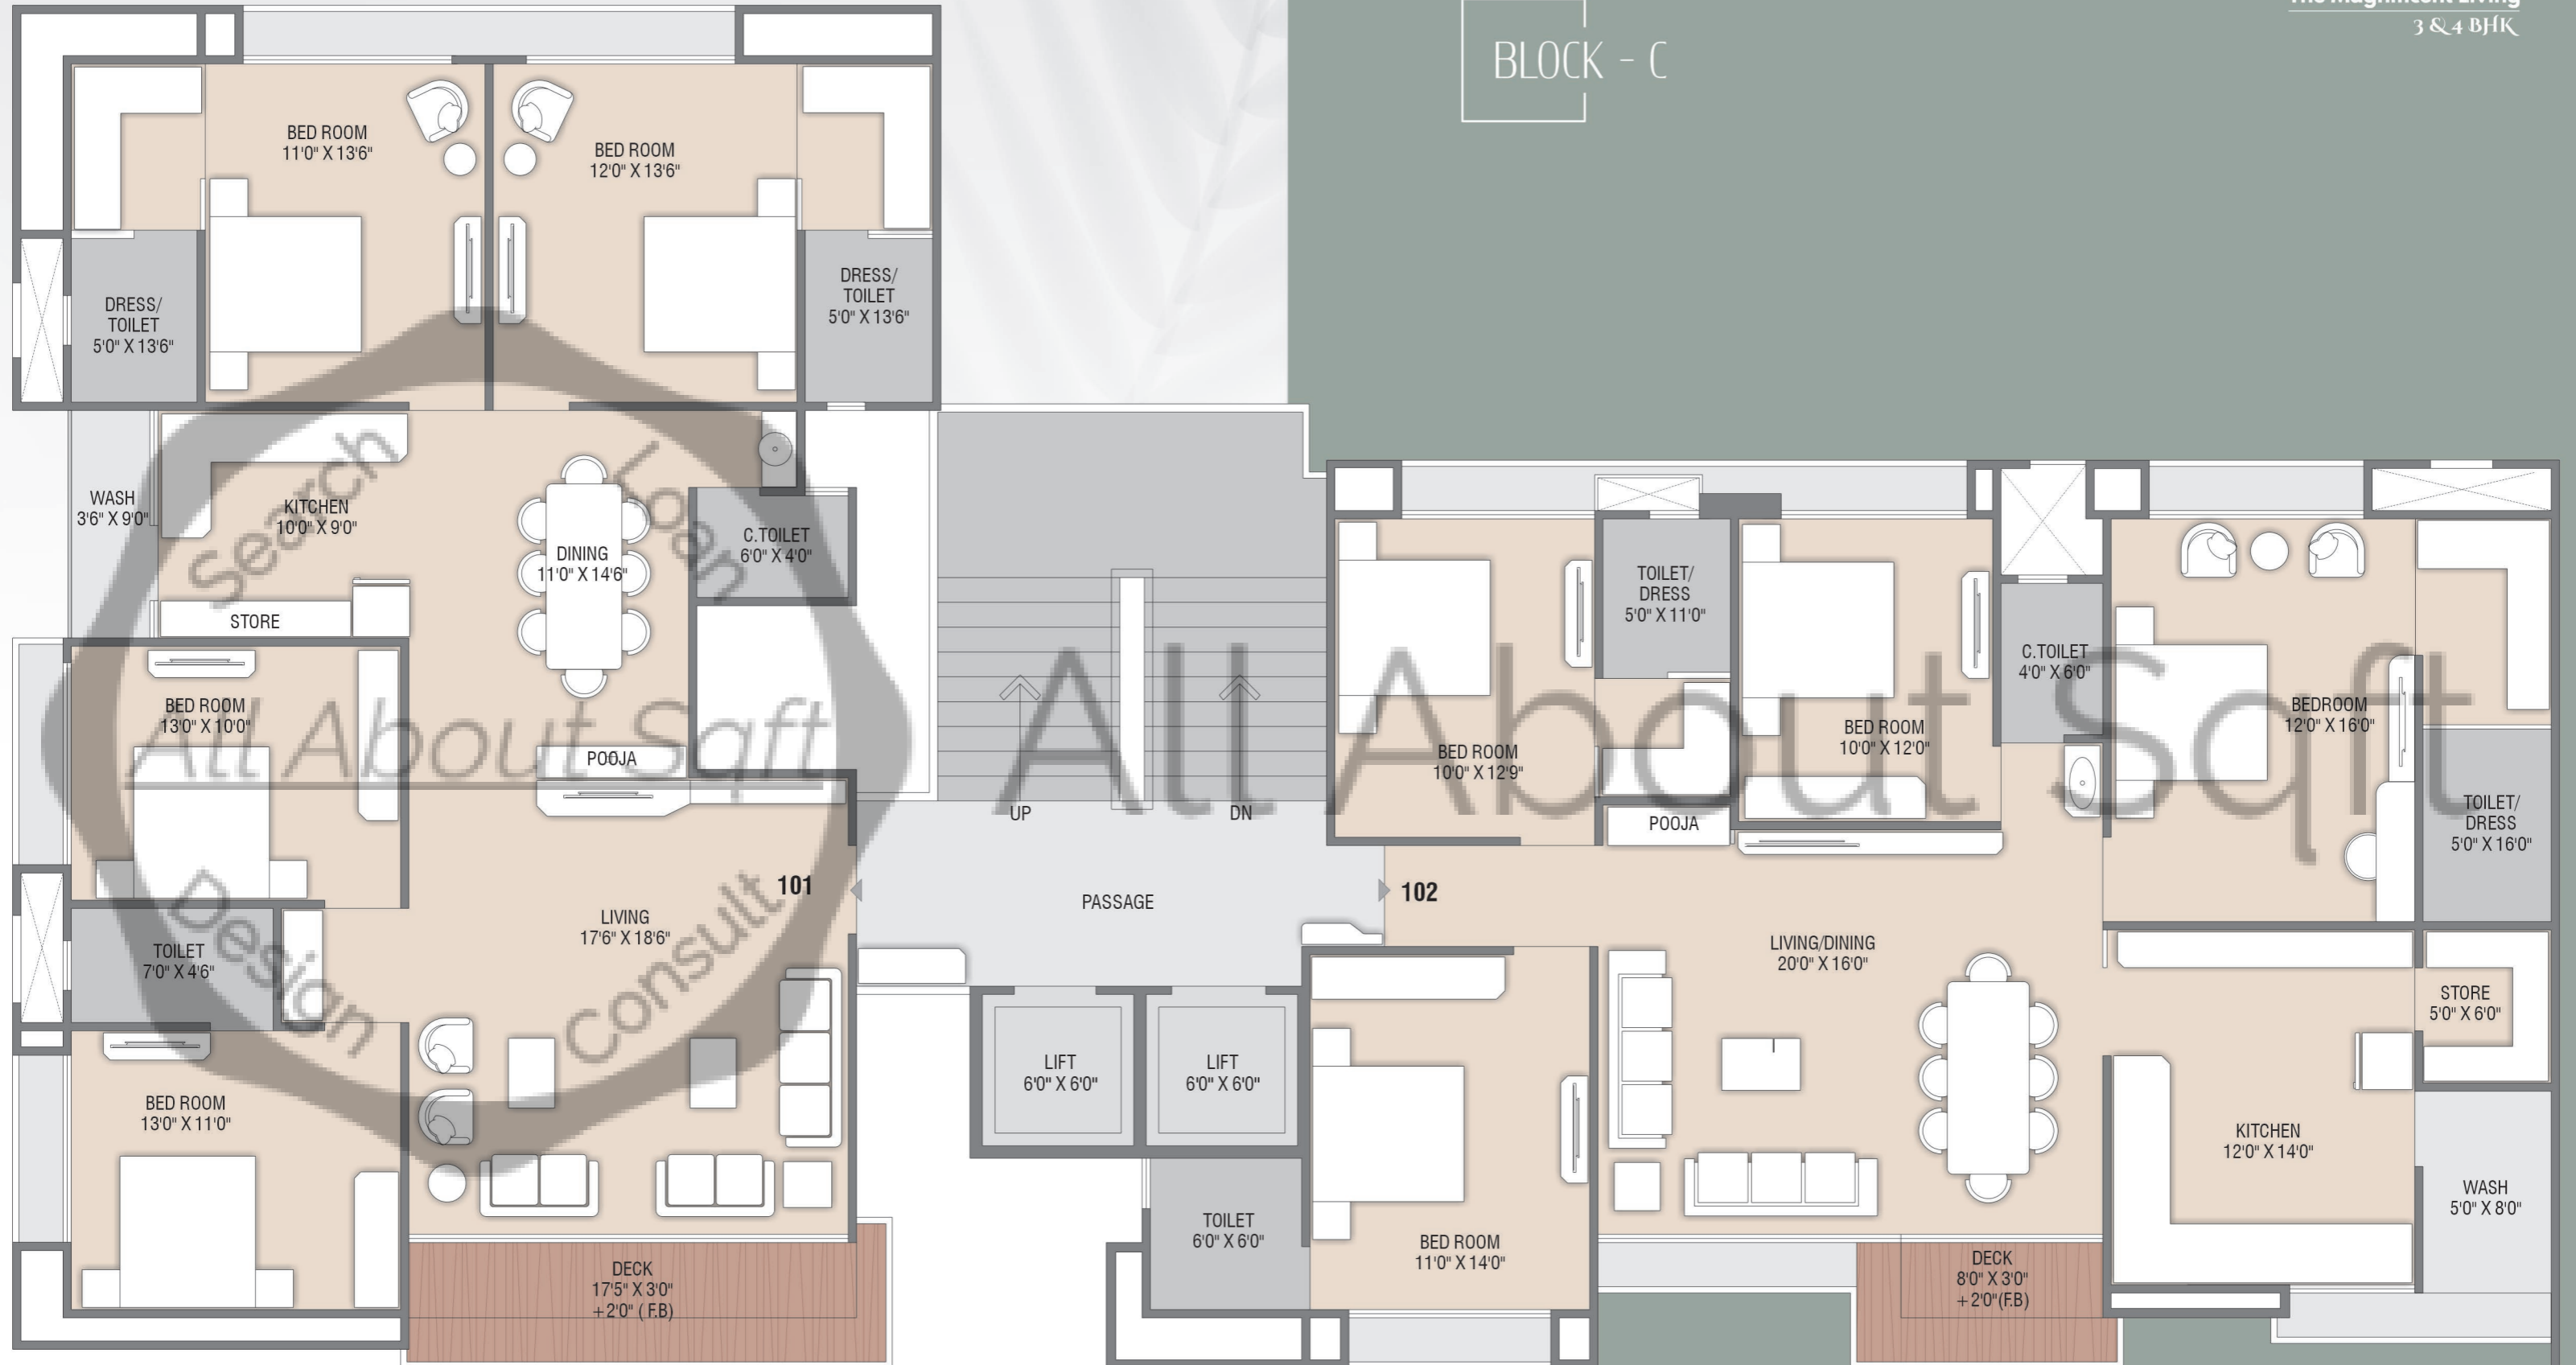 The Magnificent Living
3 & 4 BHK
BLOCK - C
BED ROOM
11'0" X 13'6"
BED ROOM
12'0" X 13'6"
DRESS/
TOILET
5'0" X 13'6"
DRESS/
TOILET
5'0" X 13'6"
WASH
3'6" X 9'0"
KITCHEN
10'0" X 9'0"
STORE
DINING
11'0" X 14'6"
C.TOILET
6'0" X 4'0"
BED ROOM
13'0" X 10'0"
POOJA
TOILET
7'0" X 4'6"
LIVING
17'6" X 18'6"
101
BED ROOM
13'0" X 11'0"
DECK
17'5" X 3'0"
+2'0" ( F.B)
UP
DN
PASSAGE
LIFT
6'0" X 6'0"
LIFT
6'0" X 6'0"
TOILET
6'0" X 6'0"
102
BED ROOM
10'0" X 12'9"
TOILET/
DRESS
5'0" X 11'0"
POOJA
BED ROOM
10'0" X 12'0"
C.TOILET
4'0" X 6'0"
BEDROOM
12'0" X 16'0"
TOILET/
DRESS
5'0" X 16'0"
LIVING/DINING
20'0" X 16'0"
STORE
5'0" X 6'0"
KITCHEN
12'0" X 14'0"
WASH
5'0" X 8'0"
BED ROOM
11'0" X 14'0"
DECK
8'0" X 3'0"
+2'0"(F.B)
Search
Loan
All About Sqft
Design
Consult
All About Sqft